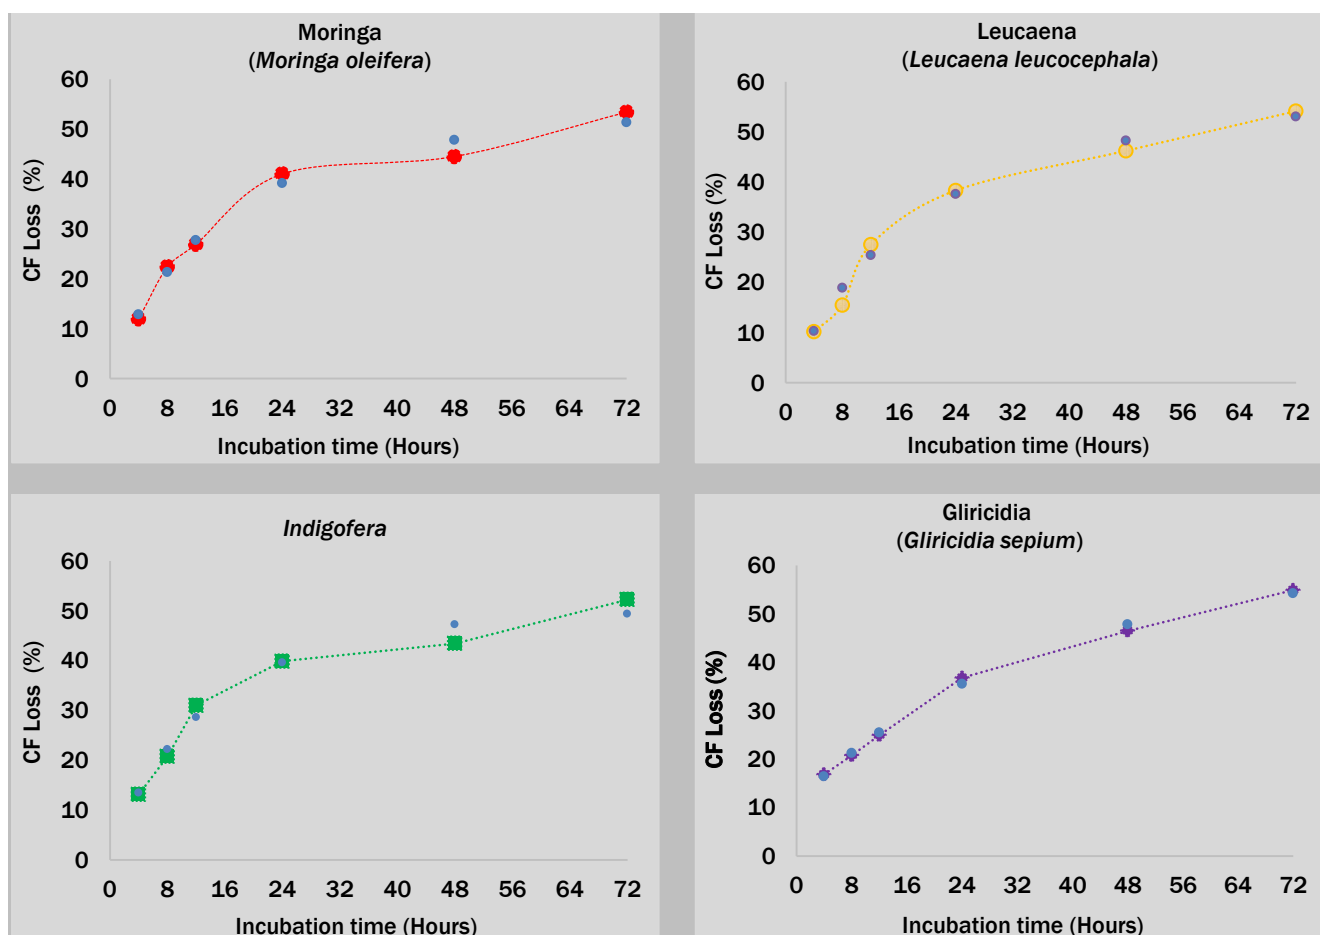 Moringa
(Moringa oleifera)
60
50
40
30
20
10
0
CF Loss (%)
0 8 16 24 32 40 48 56 64 72
Incubation time (Hours)
Leucaena
(Leucaena leucocephala)
60
50
40
30
20
10
0
CF Loss (%)
0 8 16 24 32 40 48 56 64 72
Incubation time (Hours)
Indigofera
60
50
40
30
20
10
0
CF Loss (%)
0 8 16 24 32 40 48 56 64 72
Incubation time (Hours)
Gliricidia
(Gliricidia sepium)
60
50
40
30
20
10
0
CF Loss (%)
0 8 16 24 32 40 48 56 64 72
Incubation time (Hours)